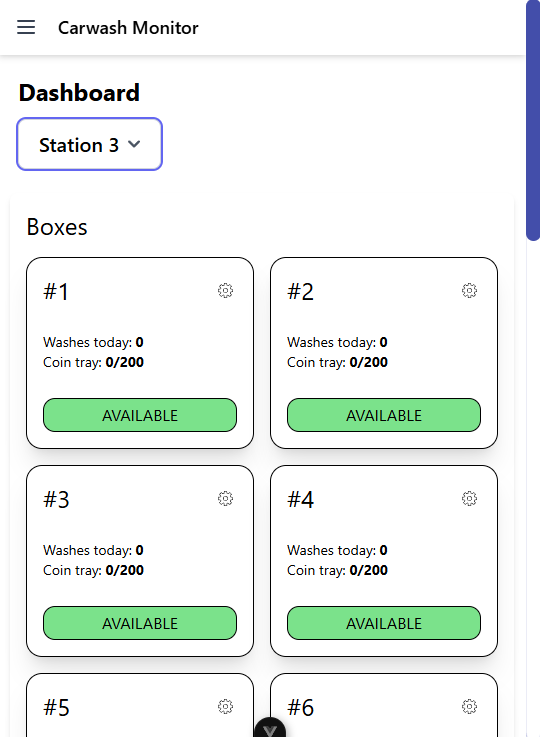 Carwash Monitor
Dashboard
Station 3
Boxes
#1
Washes today: 0
Coin tray: 0/200
AVAILABLE
#2
Washes today: 0
Coin tray: 0/200
AVAILABLE
#3
Washes today: 0
Coin tray: 0/200
AVAILABLE
#4
Washes today: 0
Coin tray: 0/200
AVAILABLE
#5
#6